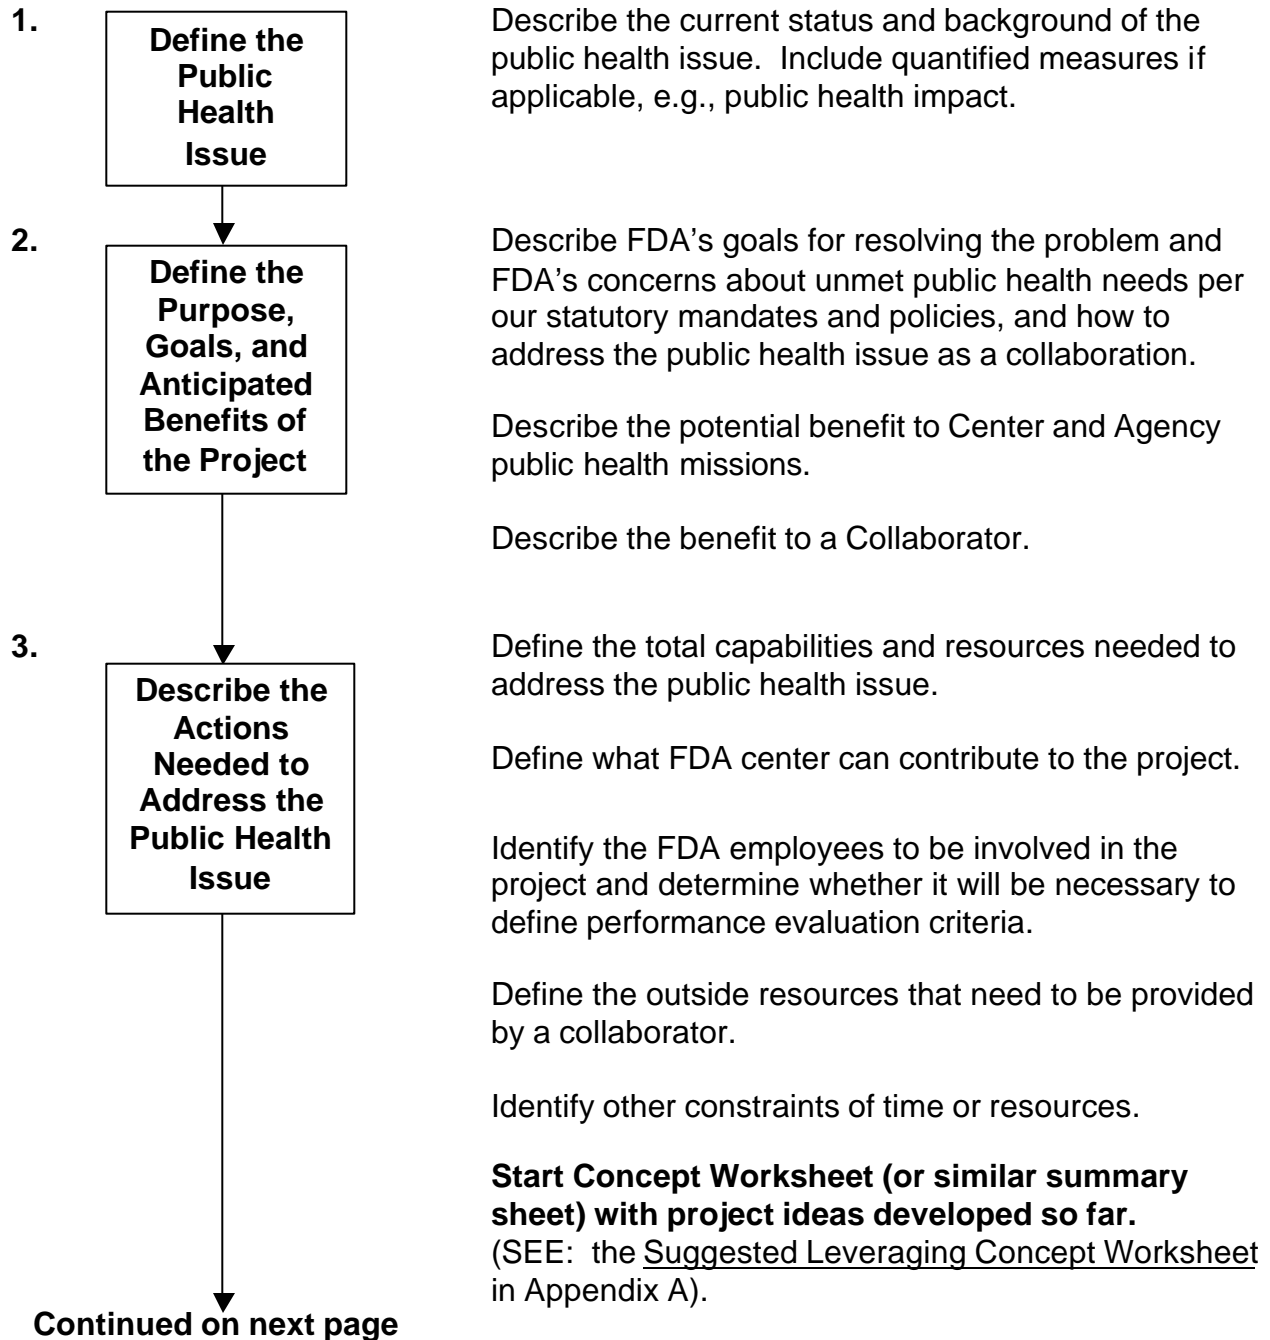 1.
Define the
Public
Health
Issue
Describe the current status and background of the
public health issue.  Include quantified measures if
applicable, e.g., public health impact.
2.
Define the
Purpose,
Goals, and
Anticipated
Benefits of
the Project
Describe FDA’s goals for resolving the problem and
FDA’s concerns about unmet public health needs per
our statutory mandates and policies, and how to
address the public health issue as a collaboration.
Describe the potential benefit to Center and Agency
public health missions.
Describe the benefit to a Collaborator.
3.
Describe the
Actions
Needed to
Address the
Public Health
Issue
Define the total capabilities and resources needed to
address the public health issue.
Define what FDA center can contribute to the project.
Identify the FDA employees to be involved in the
project and determine whether it will be necessary to
define performance evaluation criteria.
Define the outside resources that need to be provided
by a collaborator.
Identify other constraints of time or resources.
Start Concept Worksheet (or similar summary
sheet) with project ideas developed so far.
(SEE:  the Suggested Leveraging Concept Worksheet
in Appendix A).
Continued on next page